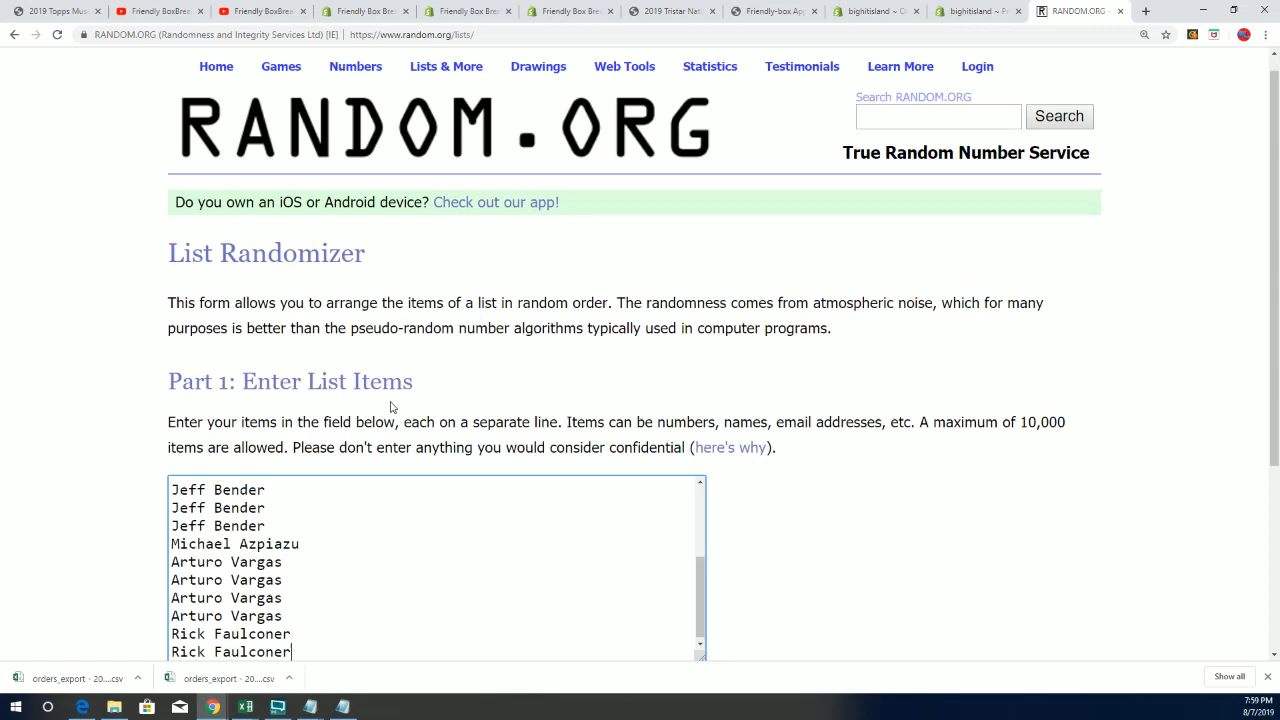 2019 Topps Mus
Friendly BoxBrea
Friendly BoxBrea
Friendly Box Bre
Friendly Box Bre
Friendly Box Bre
2019 Tristar Nati
Friendly-box App
bighitisland ~ C
bighitisland ~ P
RANDOM.ORG -
RANDOM.ORG (Randomness and Integrity Services Ltd) [IE] | https://www.random.org/lists/
Home Games Numbers Lists & More Drawings Web Tools Statistics Testimonials Learn More Login
RANDOM.ORG
Search RANDOM.ORG
Search
True Random Number Service
Do you own an iOS or Android device? Check out our app!
List Randomizer
This form allows you to arrange the items of a list in random order. The randomness comes from atmospheric noise, which for many
purposes is better than the pseudo-random number algorithms typically used in computer programs.
Part 1: Enter List Items
Enter your items in the field below, each on a separate line. Items can be numbers, names, email addresses, etc. A maximum of 10,000
items are allowed. Please don't enter anything you would consider confidential (here's why).
Jeff Bender
Jeff Bender
Jeff Bender
Michael Azpiazu
Arturo Vargas
Arturo Vargas
Arturo Vargas
Arturo Vargas
Rick Faulconer
Rick Faulconer
orders_export - 20....csv
orders_export - 20....csv
Show all
7:59 PM
8/7/2019